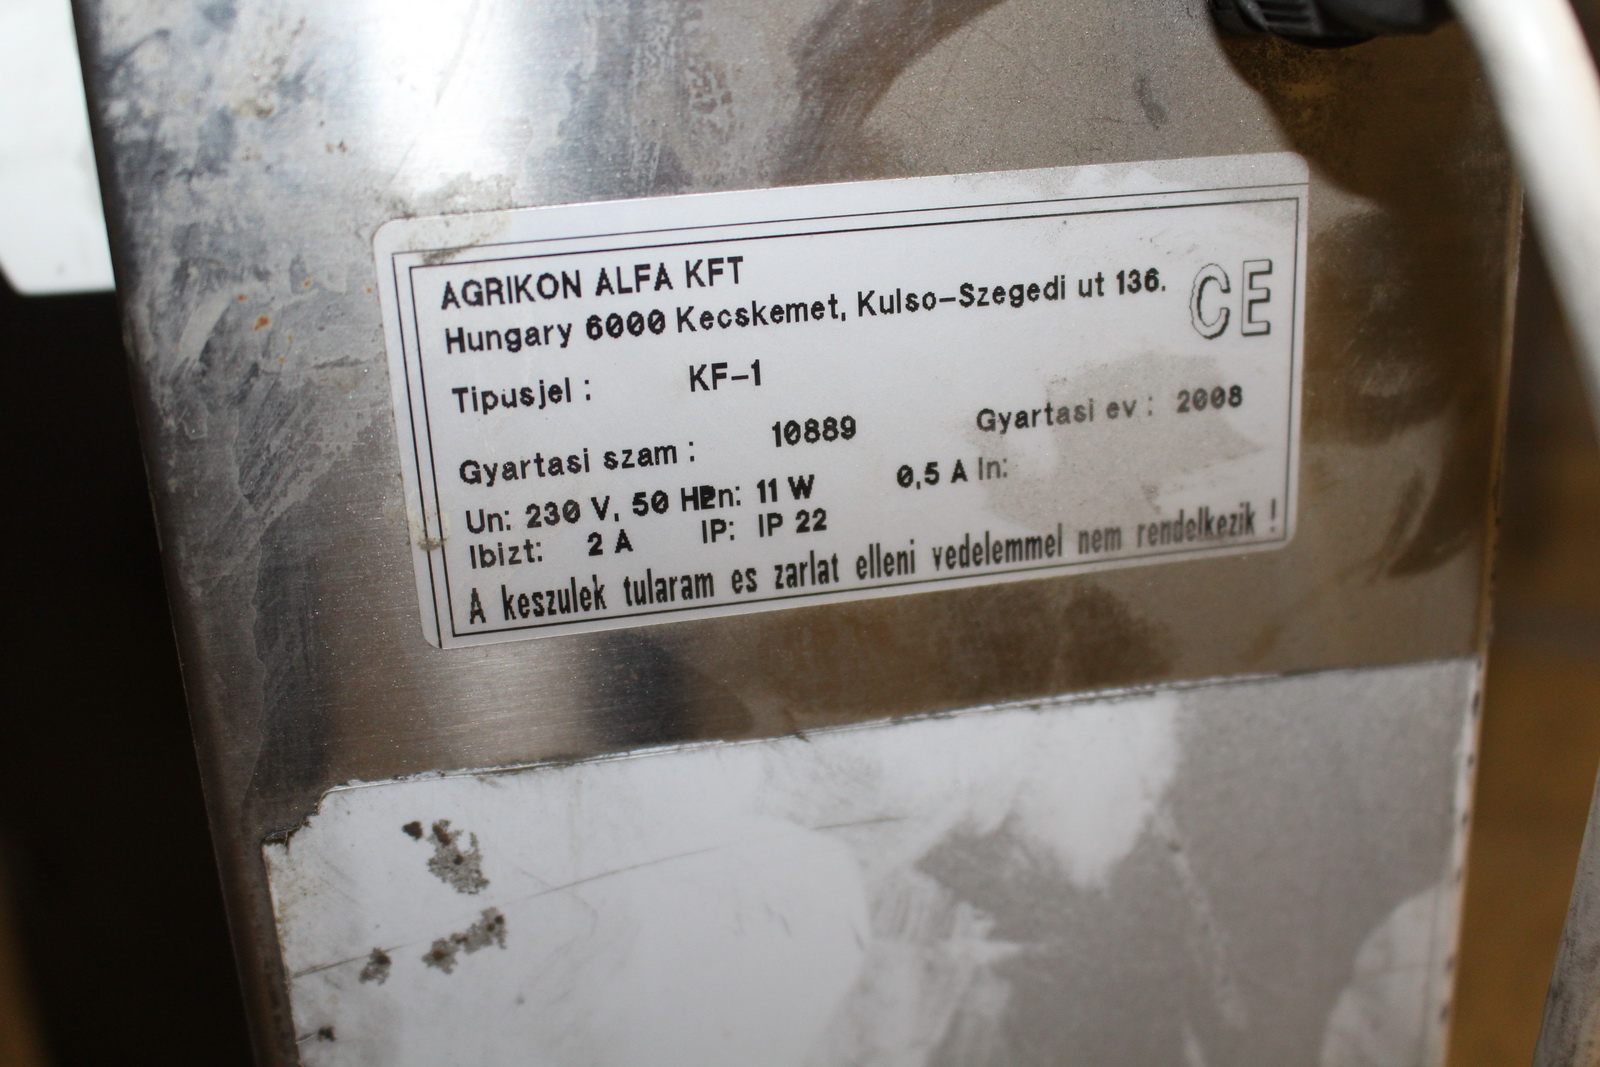 AGRIKON ALFA KFT
Hungary 6000 Kecskemet, Kulso-Szegedi ut 136.
CE
Tipusjel : KF-1
Gyartasi szam : 10889 Gyartasi ev : 2008
Un: 230 V, 50 HPn: 11 W 0,5 A In:
Ibizt: 2 A IP: IP 22
A keszulek tularam es zarlat elleni vedelemmel nem rendelkezik !